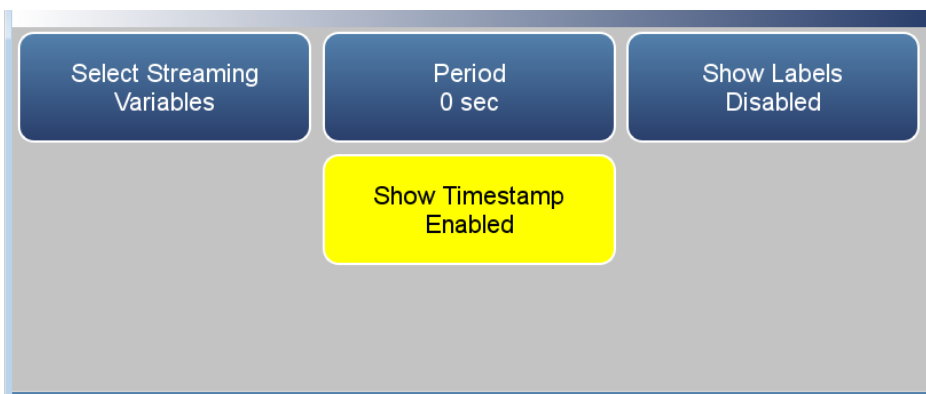 Select Streaming
Variables
Period
0 sec
Show Labels
Disabled
Show Timestamp
Enabled